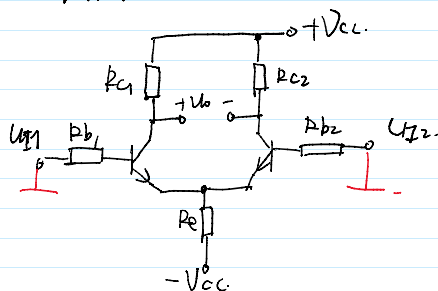 +Vcc.
Rc1
+ Uo -
Rc2
UI1
Rb1
Rb2
UI2
Re
-Vcc.